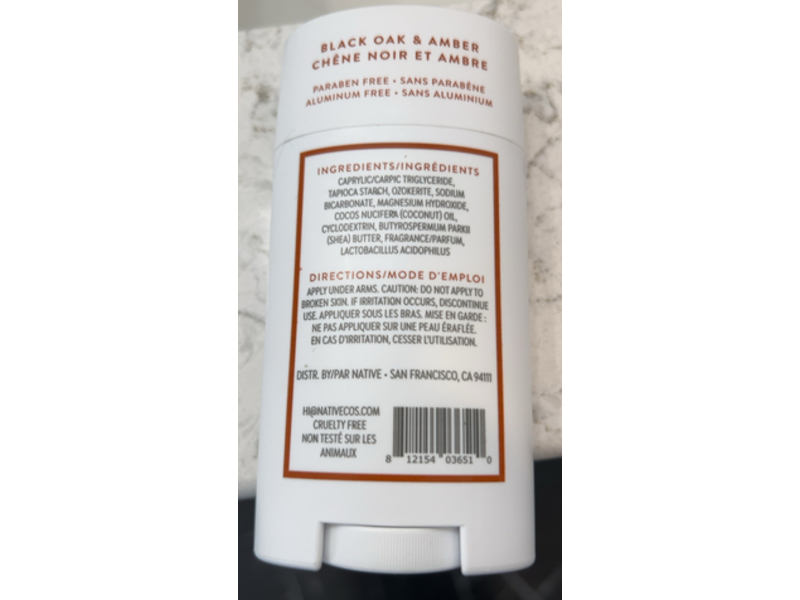 BLACK OAK & AMBER
CHÊNE NOIR ET AMBRE
PARABEN FREE • SANS PARABÈNE
ALUMINUM FREE • SANS ALUMINIUM
INGREDIENTS/INGRÉDIENTS
CAPRYLIC/CARPIC TRIGLYCERIDE,
TAPIOCA STARCH, OZOKERITE, SODIUM
BICARBONATE, MAGNESIUM HYDROXIDE,
COCOS NUCIFERA (COCONUT) OIL,
CYCLODEXTRIN, BUTYROSPERMUM PARKII
(SHEA) BUTTER, FRAGRANCE/PARFUM,
LACTOBACILLUS ACIDOPHILUS
DIRECTIONS/MODE D'EMPLOI
APPLY UNDER ARMS. CAUTION: DO NOT APPLY TO
BROKEN SKIN. IF IRRITATION OCCURS, DISCONTINUE
USE. APPLIQUER SOUS LES BRAS. MISE EN GARDE :
NE PAS APPLIQUER SUR UNE PEAU ÉRAFLÉE.
EN CAS D'IRRITATION, CESSER L'UTILISATION.
DISTR. BY/PAR NATIVE • SAN FRANCISCO, CA 94111
HI@NATIVECOS.COM
CRUELTY FREE
NON TESTÉ SUR LES
ANIMAUX
8 12154 03651 0